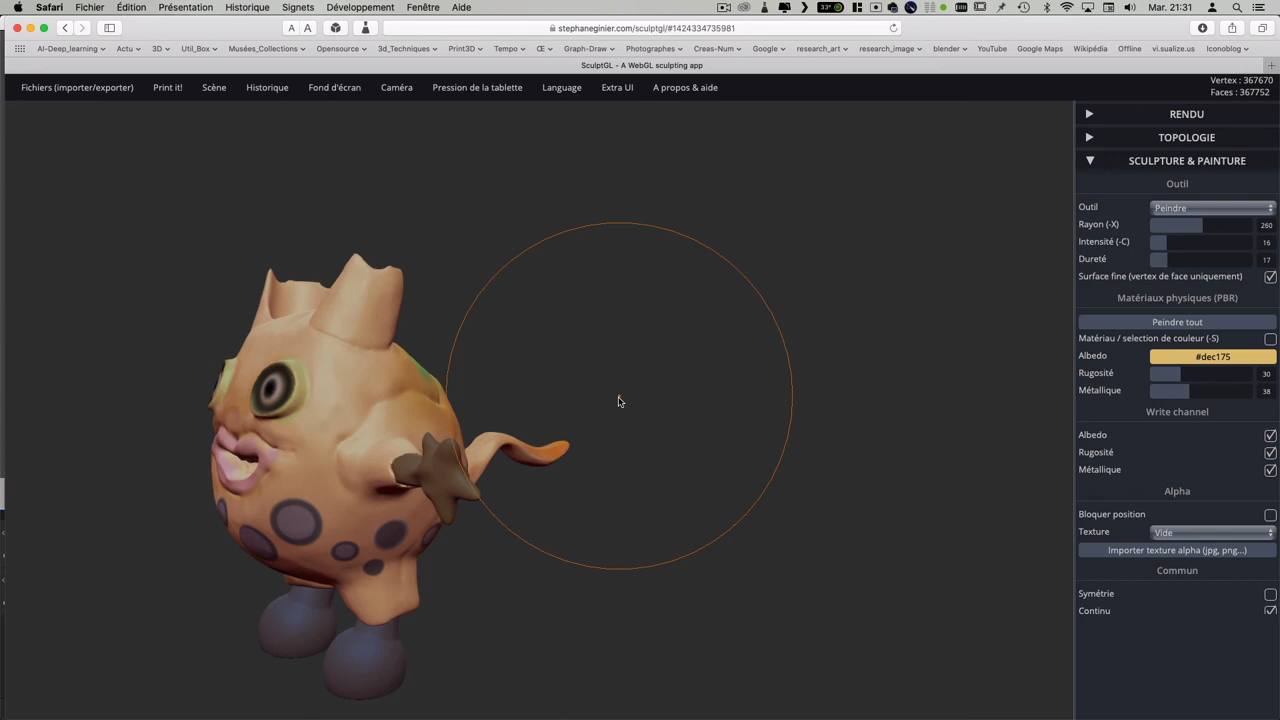 Safari Fichier Édition Présentation Historique Signets Développement Fenêtre Aide
33° Mar. 21:31
A A stephaneginier.com/sculptgl/#1424334735981
AI-Deep_learning Actu 3D Util_Box Musées_Collections Opensource 3d_Techniques Print3D Tempo Œ Graph-Draw Photographes Creas-Num Google research_art research_image blender YouTube Google Maps Wikipédia Offline vi.sualize.us Iconoblog
SculptGL - A WebGL sculpting app
Fichiers (importer/exporter) Print it! Scène Historique Fond d'écran Caméra Pression de la tablette Language Extra UI A propos & aide
Vertex : 367670
Faces : 367752
RENDU
TOPOLOGIE
SCULPTURE & PAINTURE
Outil
Outil Peindre
Rayon (-X) 260
Intensité (-C) 16
Dureté 17
Surface fine (vertex de face uniquement)
Matériaux physiques (PBR)
Peindre tout
Matériau / selection de couleur (-S)
Albedo #dec175
Rugosité 30
Métallique 38
Write channel
Albedo
Rugosité
Métallique
Alpha
Bloquer position
Texture Vide
Importer texture alpha (jpg, png...)
Commun
Symétrie
Continu